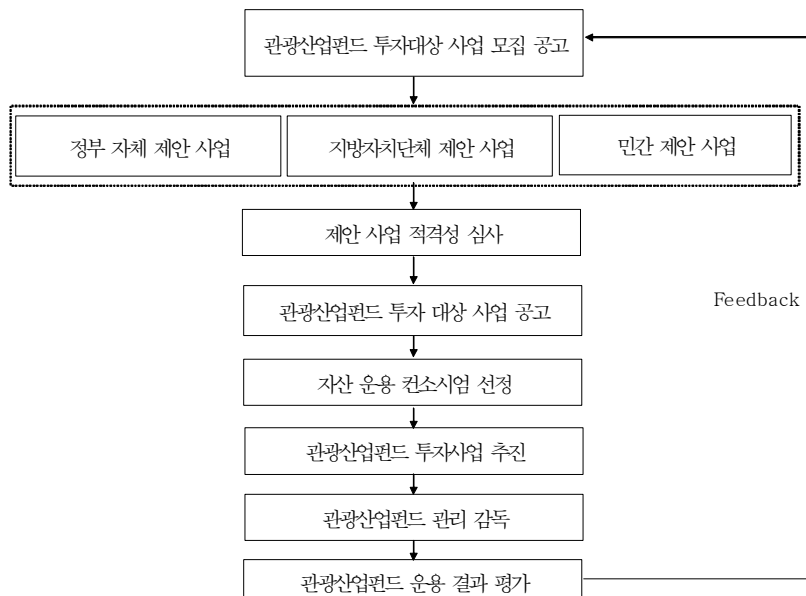 관광산업펀드 투자대상 사업 모집 공고
정부 자체 제안 사업
지방자치단체 제안 사업
민간 제안 사업
제안 사업 적격성 심사
관광산업펀드 투자 대상 사업 공고
Feedback
자산 운용 컨소시엄 선정
관광산업펀드 투자사업 추진
관광산업펀드 관리 감독
관광산업펀드 운용 결과 평가